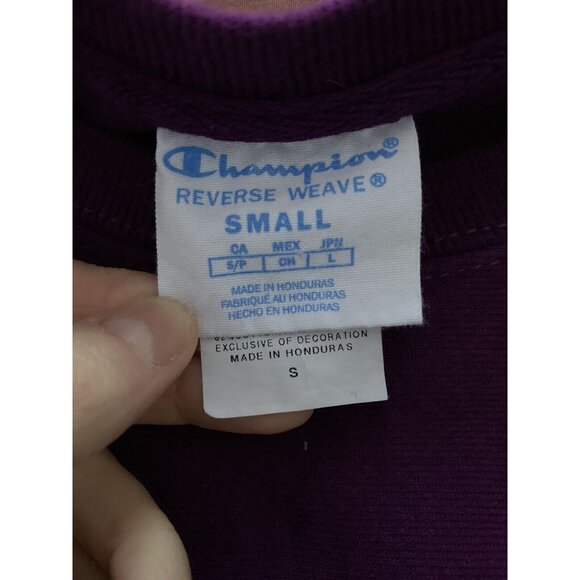 Champion®
REVERSE WEAVE®
SMALL
CA MEX JPN
S/P CH L
MADE IN HONDURAS
FABRIQUÉ AU HONDURAS
HECHO EN HONDURAS
EXCLUSIVE OF DECORATION
MADE IN HONDURAS
S